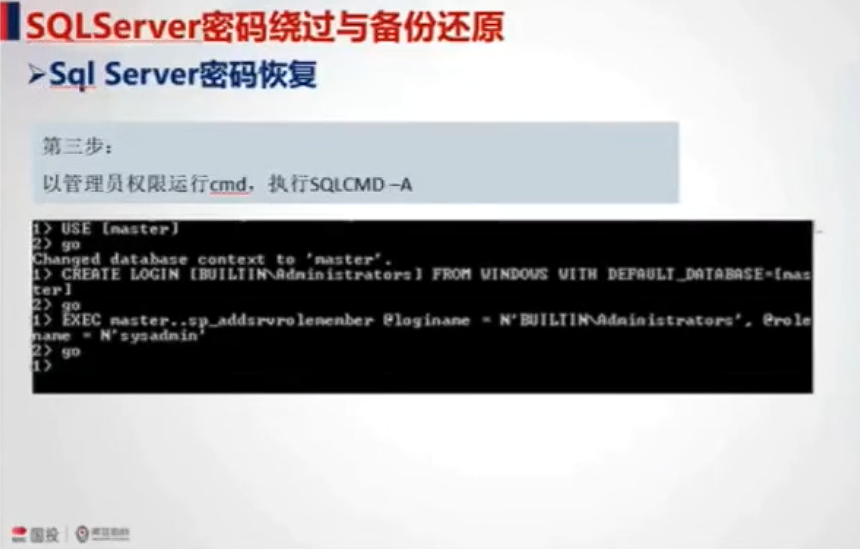 SQLServer密码绕过与备份还原
➢Sql Server密码恢复
第三步：
以管理员权限运行cmd，执行SQLCMD –A
1> USE [master]
2> go
Changed database context to 'master'.
1> CREATE LOGIN [BUILTIN\Administrators] FROM WINDOWS WITH DEFAULT_DATABASE=[mas
ter]
2> go
1> EXEC master..sp_addsrvrolemember @loginame = N'BUILTIN\Administrators', @role
name = N'sysadmin'
2> go
1>
国投